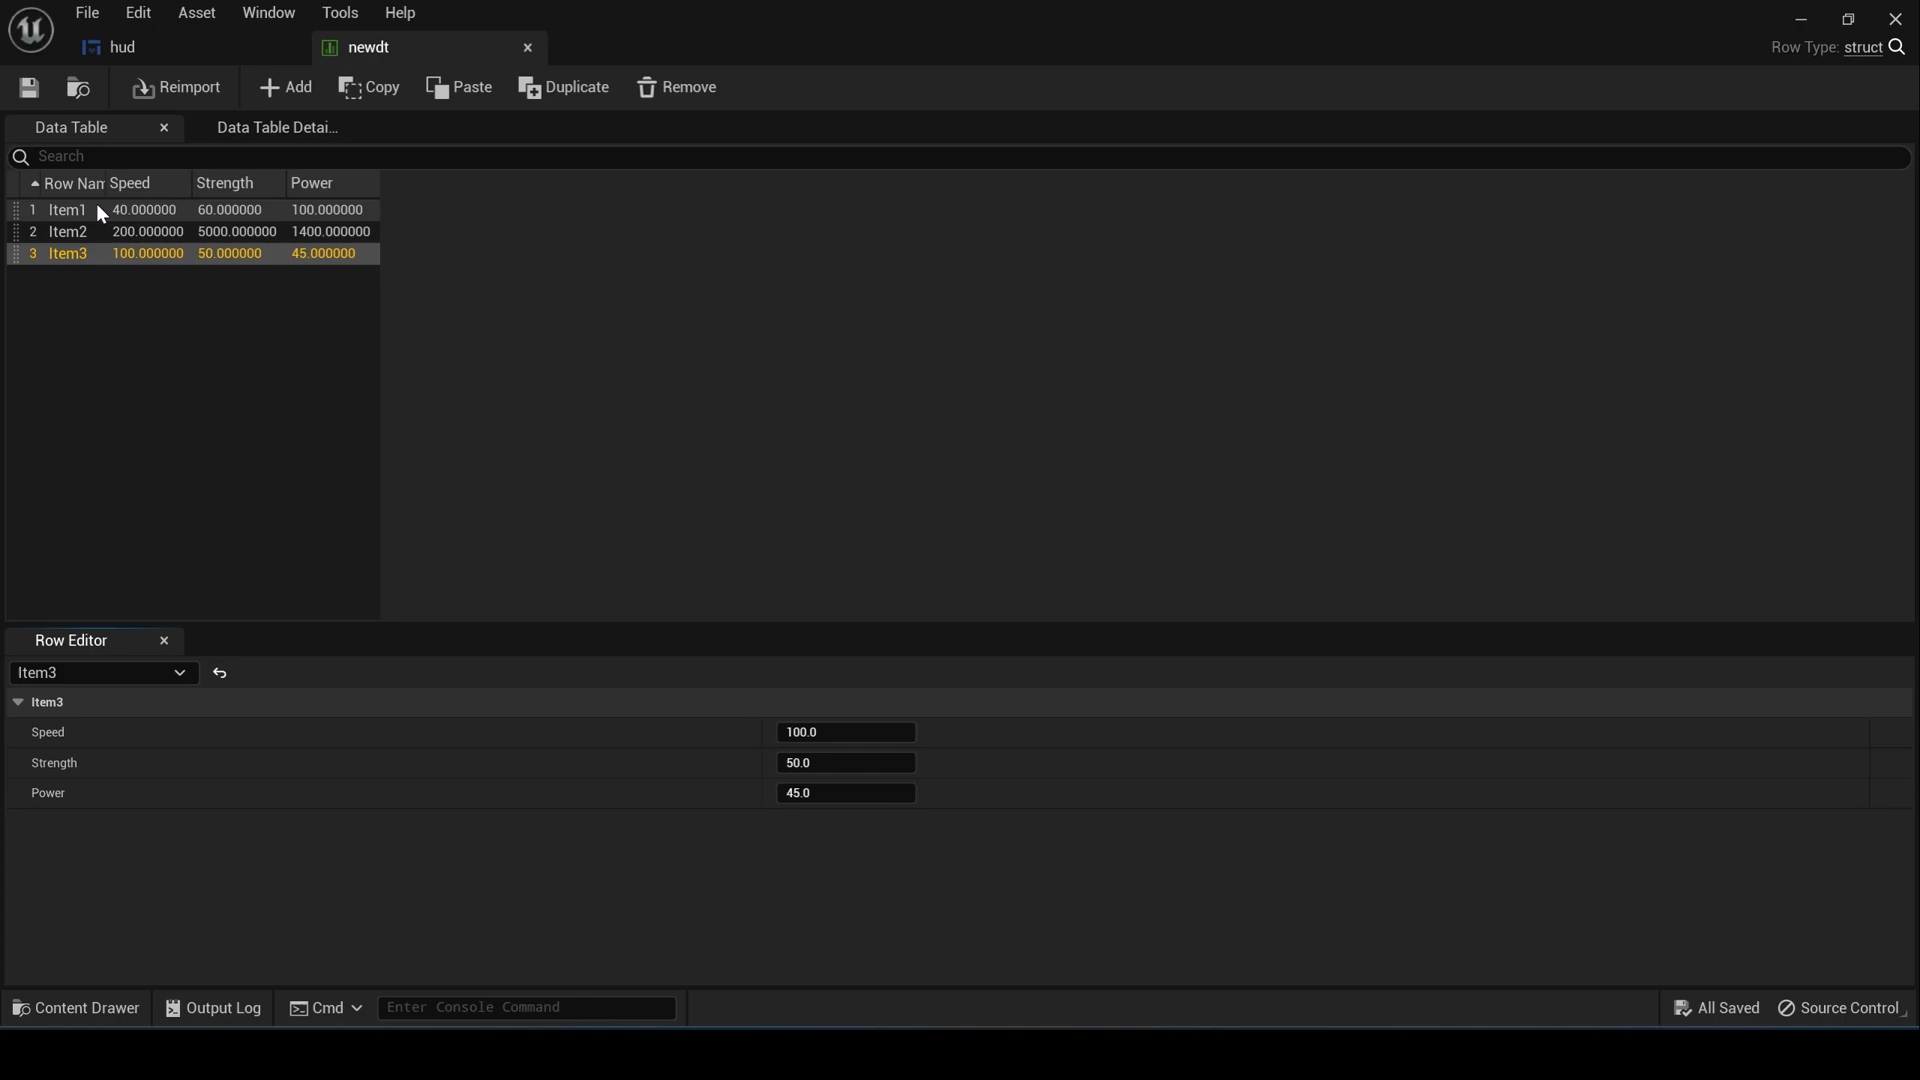 File Edit Asset Window Tools Help
hud newdt Row Type: struct
Reimport Add Copy Paste Duplicate Remove
Data Table Data Table Detai...
Search
Row Nam Speed Strength Power
1 Item1 40.000000 60.000000 100.000000
2 Item2 200.000000 5000.000000 1400.000000
3 Item3 100.000000 50.000000 45.000000
Row Editor
Item3
Item3
Speed 100.0
Strength 50.0
Power 45.0
Content Drawer Output Log Cmd Enter Console Command All Saved Source Control